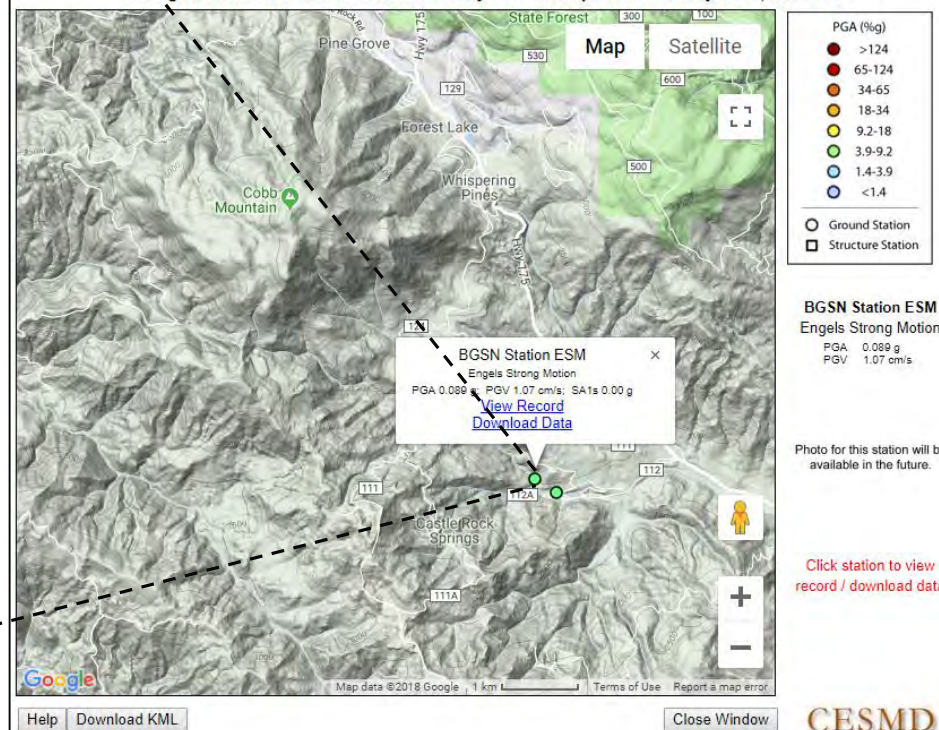 Rock Rd
Hwy 175
State Forest
300
100
Pine Grove
530
Map
Satellite
129
600
Forest Lake
500
Whispering
Pines
Cobb
Mountain
Hwy 175
BGSN Station ESM
×
Engels Strong Motion
PGA 0.089 g; PGV 1.07 cm/s; SA1s 0.00 g
View Record
Download Data
111
112
111
112A
Castle Rock
Springs
111A
+
−
Google
Map data ©2018 Google
1 km
Terms of Use
Report a map error
Help
Download KML
Close Window
PGA (%g)
>124
65-124
34-65
18-34
9.2-18
3.9-9.2
1.4-3.9
<1.4
Ground Station
Structure Station
BGSN Station ESM
Engels Strong Motion
PGA 0.089 g
PGV 1.07 cm/s
Photo for this station will be
available in the future.
Click station to view
record / download data
CESMD